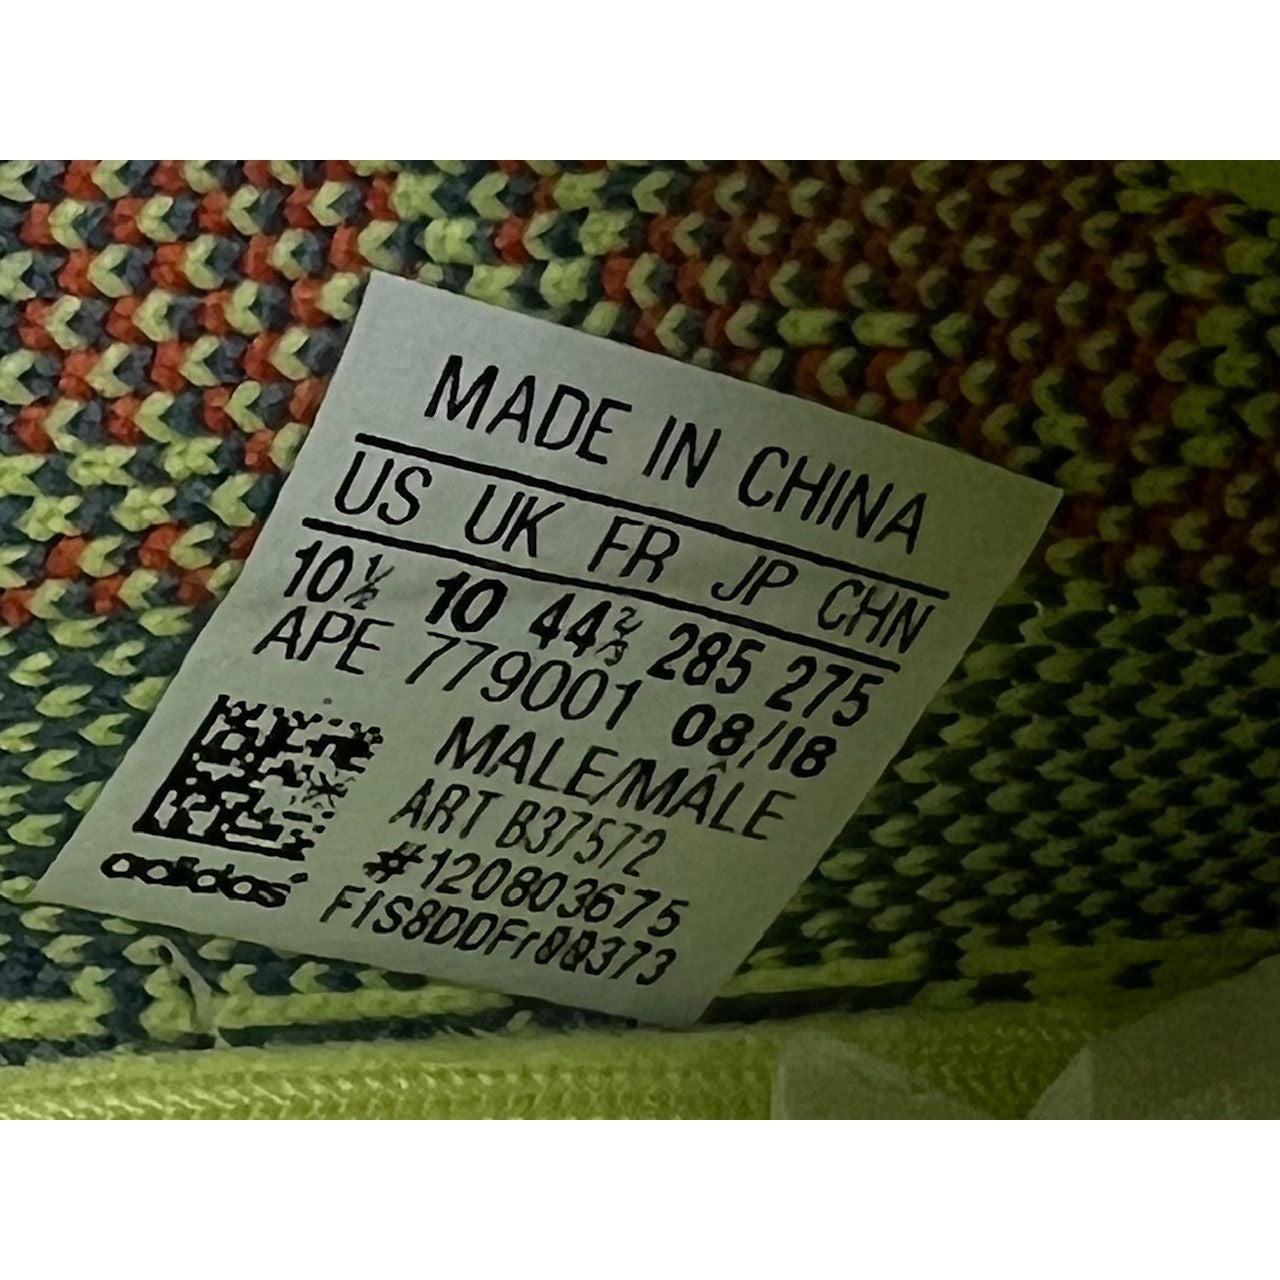 MADE IN CHINA
US UK FR JP CHN
10½ 10 44⅔ 285 275
APE 779001 08/18
MALE/MÂLE
ART B37572
#120803675
adidas